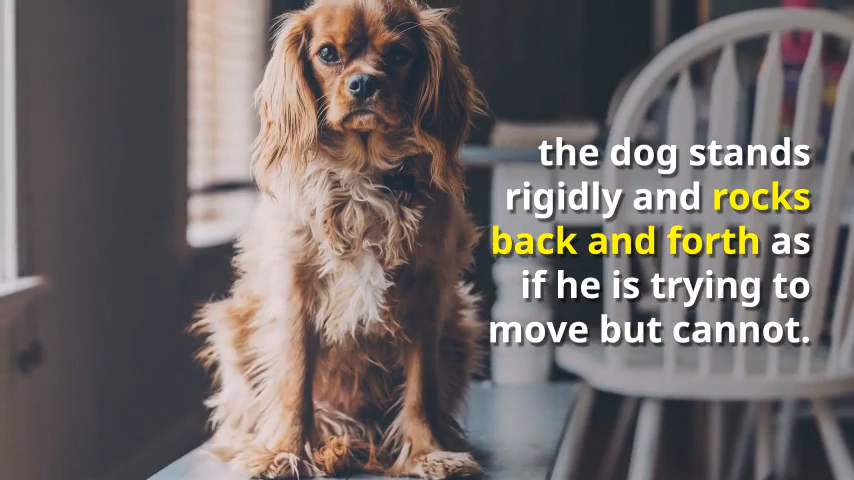 the dog stands
rigidly and rocks
back and forth as
if he is trying to
move but cannot.